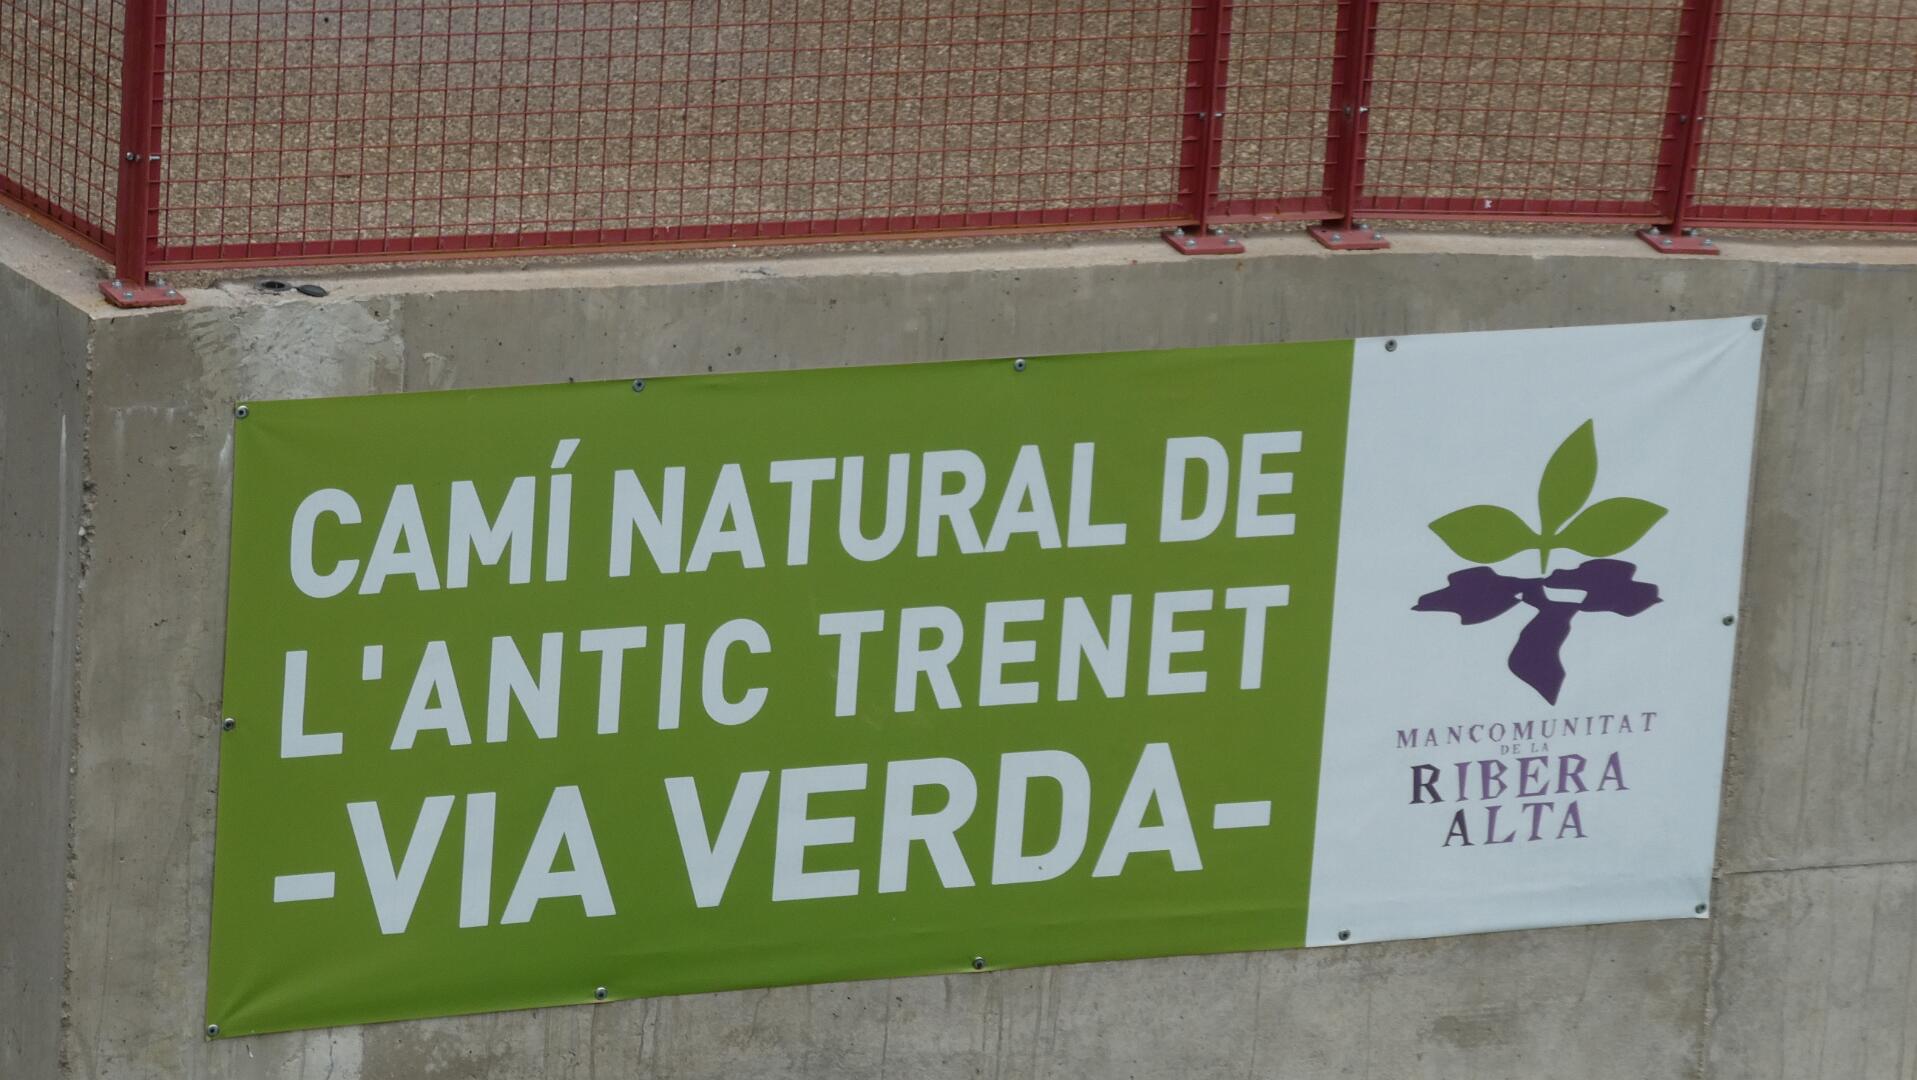 CAMÍ NATURAL DE
L'ANTIC TRENET
-VIA VERDA-
MANCOMUNITAT
DE LA
RIBERA
ALTA